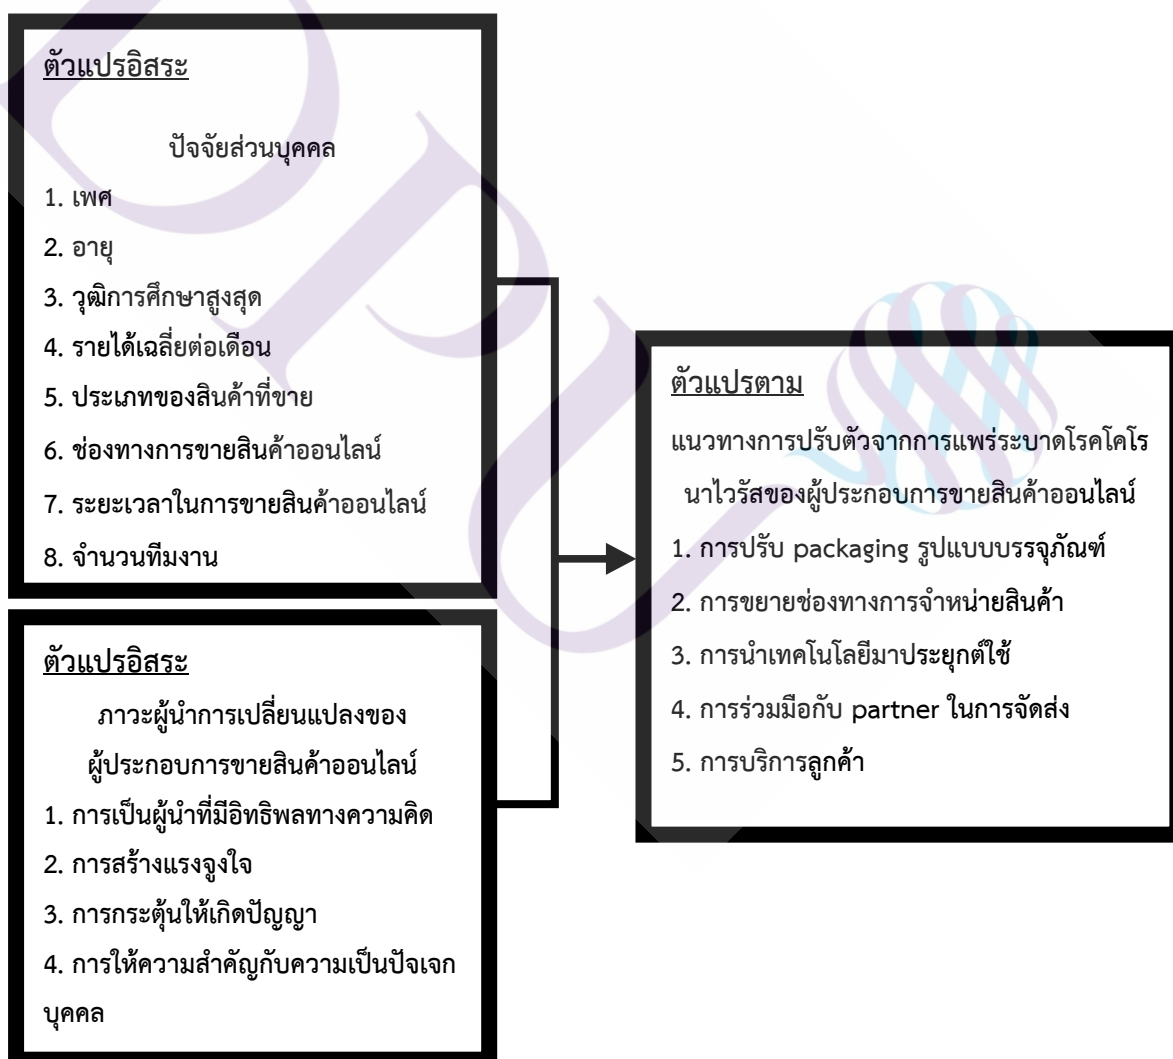 ตัวแปรอิสระ
ปัจจัยส่วนบุคคล
1. เพศ
2. อายุ
3. วุฒิการศึกษาสูงสุด
4. รายได้เฉลี่ยต่อเดือน
5. ประเภทของสินค้าที่ขาย
6. ช่องทางการขายสินค้าออนไลน์
7. ระยะเวลาในการขายสินค้าออนไลน์
8. จำนวนทีมงาน
ตัวแปรอิสระ
ภาวะผู้นำการเปลี่ยนแปลงของ
ผู้ประกอบการขายสินค้าออนไลน์
1. การเป็นผู้นำที่มีอิทธิพลทางความคิด
2. การสร้างแรงจูงใจ
3. การกระตุ้นให้เกิดปัญญา
4. การให้ความสำคัญกับความเป็นปัจเจก
บุคคล
ตัวแปรตาม
แนวทางการปรับตัวจากการแพร่ระบาดโรคโคโร
นาไวรัสของผู้ประกอบการขายสินค้าออนไลน์
1. การปรับ packaging รูปแบบบรรจุภัณฑ์
2. การขยายช่องทางการจำหน่ายสินค้า
3. การนำเทคโนโลยีมาประยุกต์ใช้
4. การร่วมมือกับ partner ในการจัดส่ง
5. การบริการลูกค้า
DPU